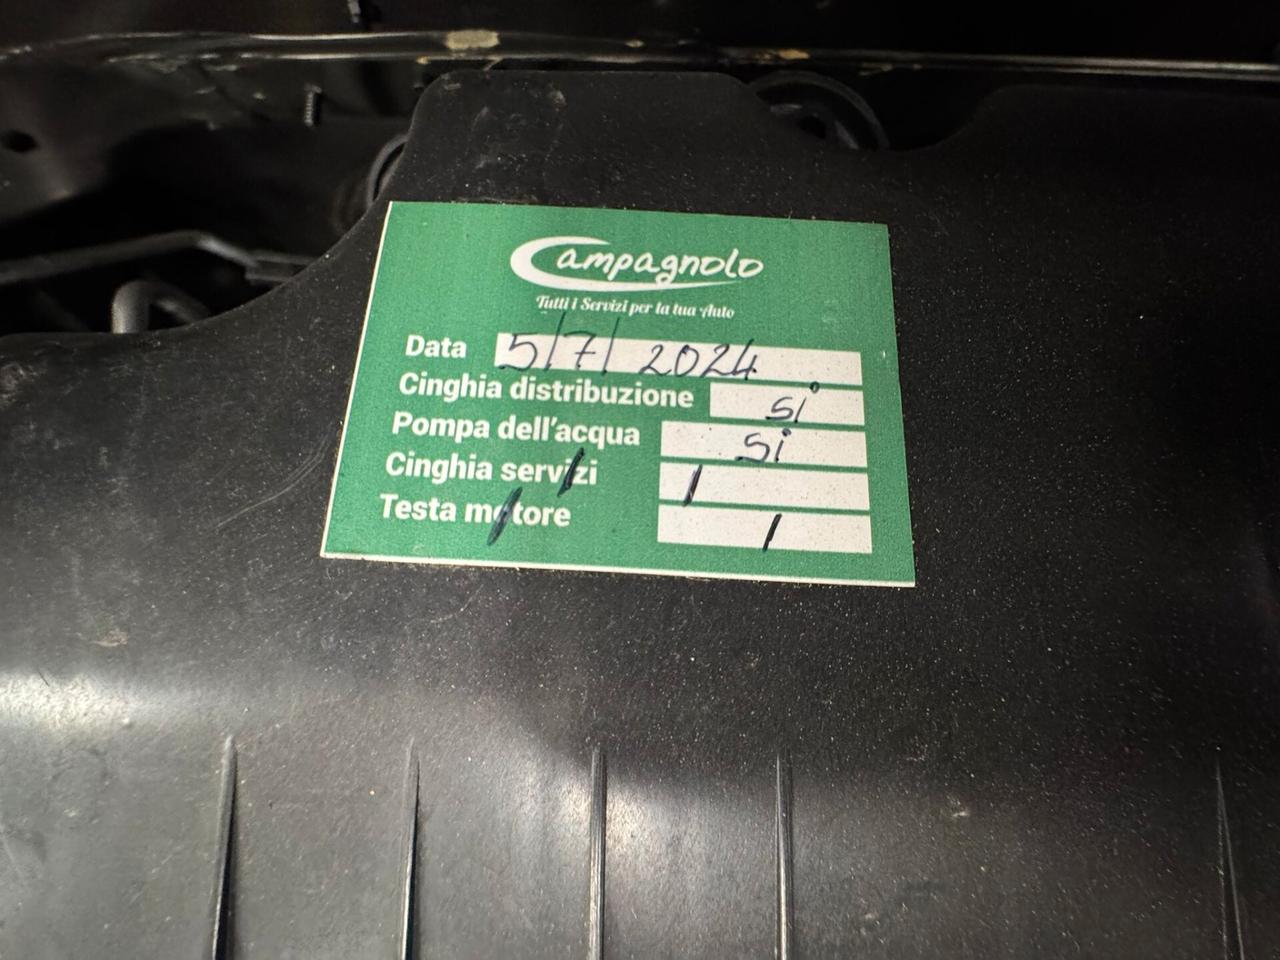 Campagnolo
Tutti i Servizi per la tua Auto
Data 5/7/2024
Cinghia distribuzione si
Pompa dell'acqua si
Cinghia servizi /
Testa motore /